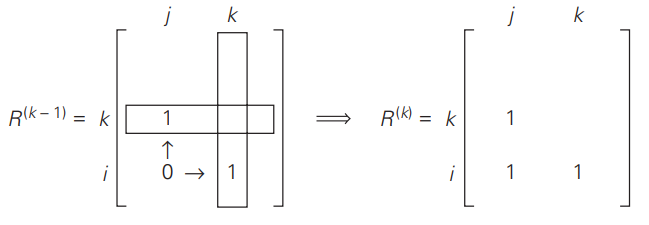 j k j k
R(k – 1) = k 1 ⟹ R(k) = k 1
↑
i 0 → 1 i 1 1